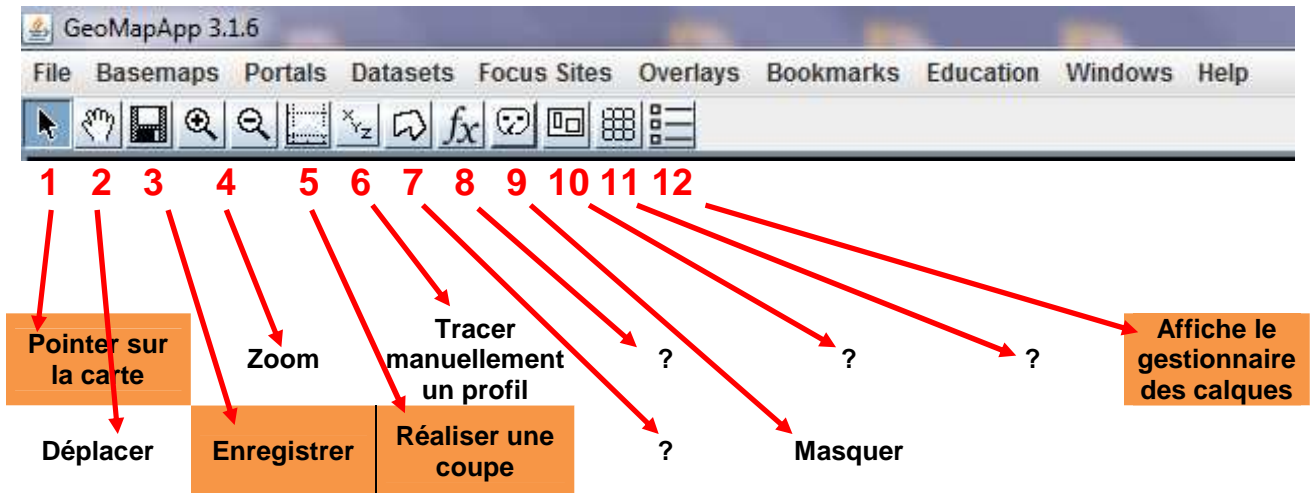 GeoMapApp 3.1.6
File Basemaps Portals Datasets Focus Sites Overlays Bookmarks Education Windows Help
XYZ fx
1 2 3 4 5 6 7 8 9 10 11 12
Pointer sur
la carte
Zoom
Tracer
manuellement
un profil
?
?
?
Affiche le
gestionnaire
des calques
Déplacer
Enregistrer
Réaliser une
coupe
?
Masquer